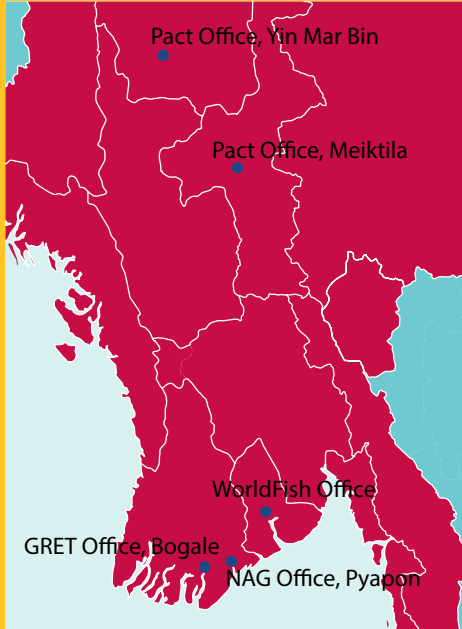 Pact Office, Yin Mar Bin
Pact Office, Meiktila
WorldFish Office
GRET Office, Bogale
NAG Office, Pyapon